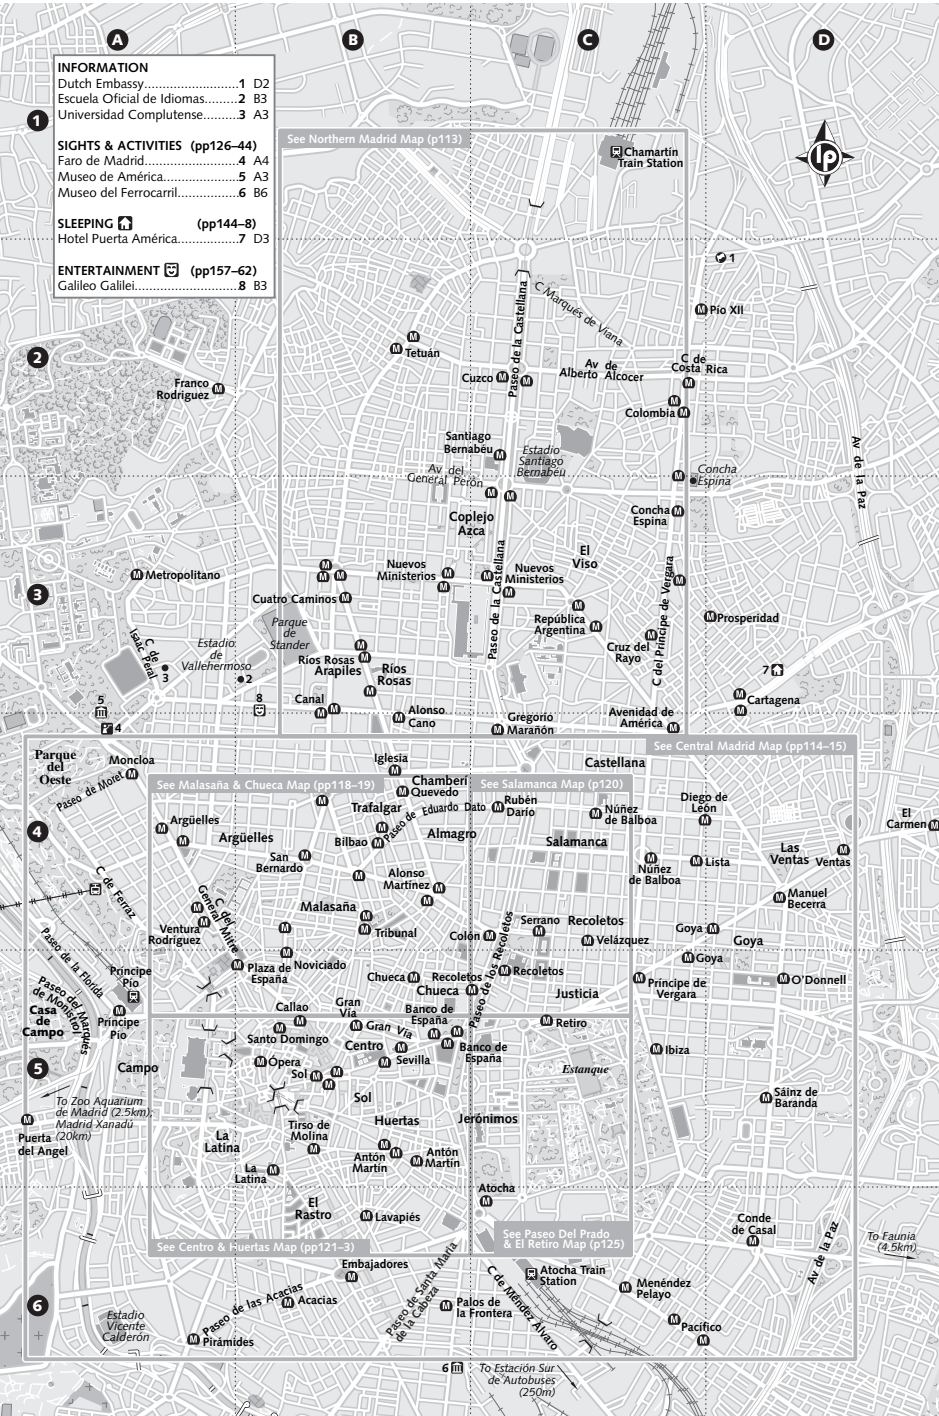 A
B
C
D
INFORMATION
Dutch Embassy......................1 D2
Escuela Oficial de Idiomas.........2 B3
Universidad Complutense..........3 A3
SIGHTS & ACTIVITIES (pp126–44)
Faro de Madrid......................4 A4
Museo de América.................5 A3
Museo del Ferrocarril...............6 B6
SLEEPING (pp144–8)
Hotel Puerta América...............7 D3
ENTERTAINMENT (pp157–62)
Galileo Galilei..........................8 B3
1
See Northern Madrid Map (p113)
Chamartín
Train Station
lp
1
C Marqués de Viana
Paseo de la Castellana
Pío XII
2
Tetuán
Av de
Alberto Alcocer
C de
Costa Rica
Cuzco
Franco
Rodríguez
Colombia
Santiago
Bernabéu
Estadio
Santiago
Bernabéu
Av de la Paz
Av del
General Perón
Concha
Espina
Concha
Espina
Coplejo
Azca
El
Viso
Nuevos
Ministerios
Nuevos
Ministerios
Metropolitano
3
Cuatro Caminos
Paseo de la Castellana
C del Príncipe de Vergara
Parque
de
Stander
República
Argentina
Prosperidad
C de
Isaac Peral
Estadio
de
Vallehermoso
Cruz del
Rayo
Ríos Rosas
Arapiles
Ríos
Rosas
3
2
7
5
4
8
Canal
Alonso
Cano
Gregorio
Marañón
Avenidad de
América
Cartagena
See Central Madrid Map (pp114–15)
Parque
del
Oeste
Moncloa
Paseo de Moret
Iglesia
Castellana
See Malasaña & Chueca Map (pp118–19)
See Salamanca Map (p120)
Chamberí
Quevedo
Trafalgar
Paseo de Eduardo Dato
Rubén
Darío
Núñez
de Balboa
Diego de
León
El
Carmen
4
Argüelles
Argüelles
Bilbao
Almagro
Salamanca
Las
Ventas
Ventas
San
Bernardo
Núñez
de Balboa
Lista
C de Ferraz
Alonso
Martínez
Manuel
Becerra
C del
General Mitre
Malasaña
Serrano
Recoletos
Ventura
Rodríguez
Tribunal
Colón
Velázquez
Goya
Goya
Paseo de la Florida
Paseo de los Recoletos
Goya
Plaza de
España
Noviciado
Príncipe
Pío
Chueca
Recoletos
Chueca
Recoletos
Príncipe de
Vergara
O'Donnell
Paseo del Marqués
de Monistrol
Casa
de
Campo
Príncipe
Pío
Callao
Gran
Vía
Justicia
Banco de
España
Santo Domingo
Gran Vía
Retiro
Centro
Banco de
España
Ibiza
5
Campo
Ópera
Sevilla
Estanque
Sol
Sol
To Zoo Aquarium
de Madrid (2.5km);
Madrid Xanadú
(20km)
Sáinz de
Baranda
Puerta
del Angel
Huertas
Jerónimos
Tirso de
Molina
La
Latina
Antón
Martín
Antón
Martín
La
Latina
Atocha
El
Rastro
Lavapiés
See Centro & Huertas Map (pp121–3)
See Paseo Del Prado
& El Retiro Map (p125)
Conde
de Casal
Av de la Paz
To Faunia
(4.5km)
Embajadores
Atocha Train
Station
Menéndez
Pelayo
6
Paseo de las Acacias
Acacias
Paseo de Santa María
de la Cabeza
C de Méndez Alvaro
Palos de
la Frontera
Estadio
Vicente
Calderón
Pirámides
Pacífico
6
To Estación Sur
de Autobuses
(250m)